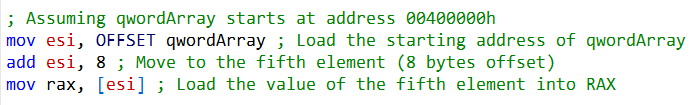 ; Assuming qwordArray starts at address 00400000h
mov esi, OFFSET qwordArray ; Load the starting address of qwordArray
add esi, 8 ; Move to the fifth element (8 bytes offset)
mov rax, [esi] ; Load the value of the fifth element into RAX